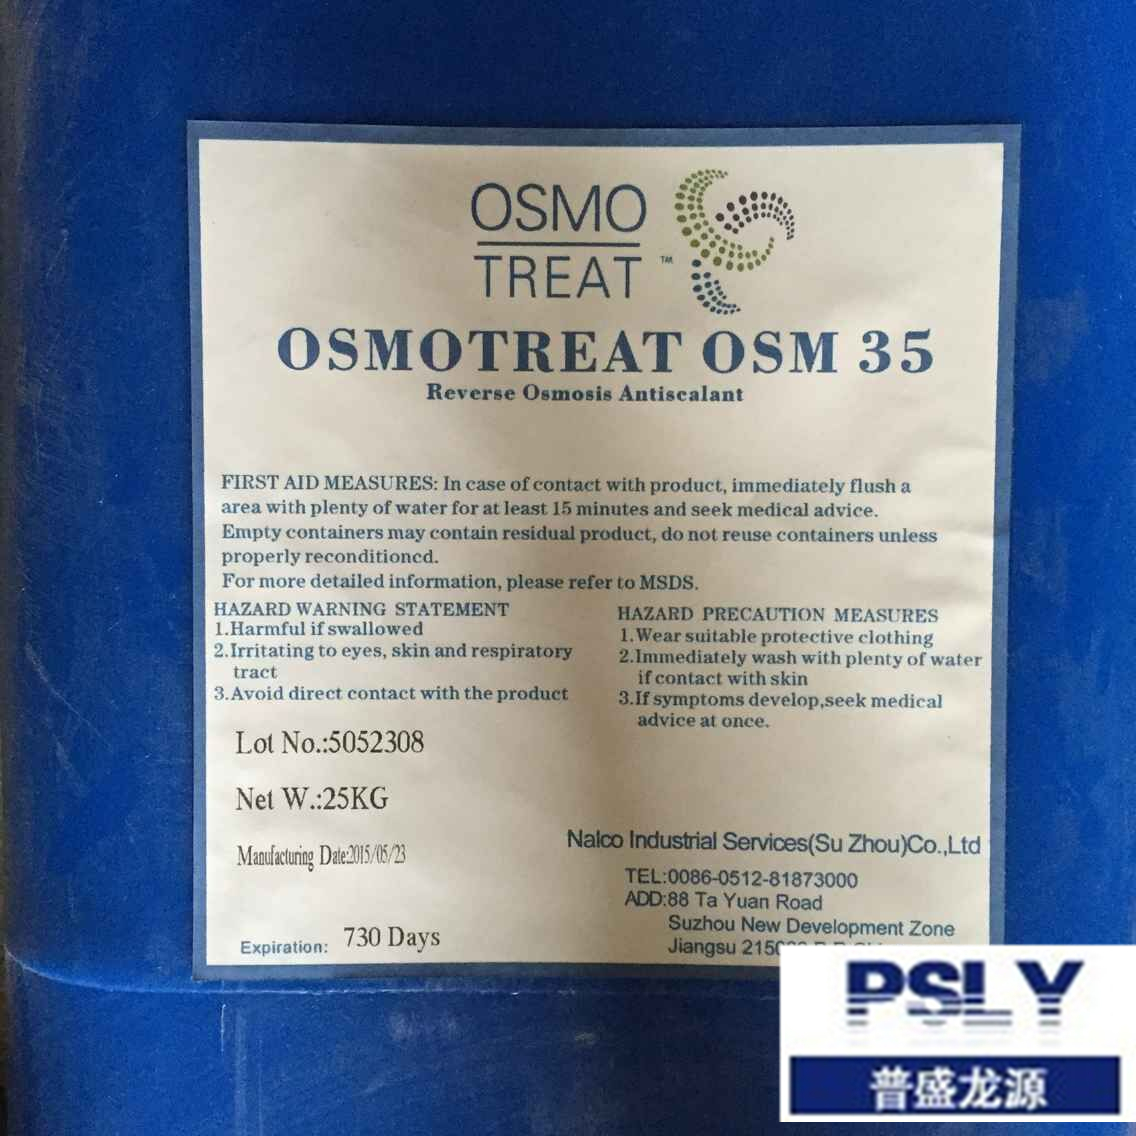 OSMO
TREAT ™
OSMOTREAT OSM 35
Reverse Osmosis Antiscalant
FIRST AID MEASURES: In case of contact with product, immediately flush a
area with plenty of water for at least 15 minutes and seek medical advice.
Empty containers may contain residual product, do not reuse containers unless
properly reconditioncd.
For more detailed information, please refer to MSDS.
HAZARD WARNING STATEMENT
1.Harmful if swallowed
2.Irritating to eyes, skin and respiratory
tract
3.Avoid direct contact with the product
HAZARD PRECAUTION MEASURES
1.Wear suitable protective clothing
2.Immediately wash with plenty of water
if contact with skin
3.If symptoms develop,seek medical
advice at once.
Lot No.:5052308
Net W.:25KG
Manufacturing Date:2015/05/23
Expiration: 730 Days
Nalco Industrial Services(Su Zhou)Co.,Ltd
TEL:0086-0512-81873000
ADD:88 Ta Yuan Road
Suzhou New Development Zone
Jiangsu
PSLY
普盛龙源